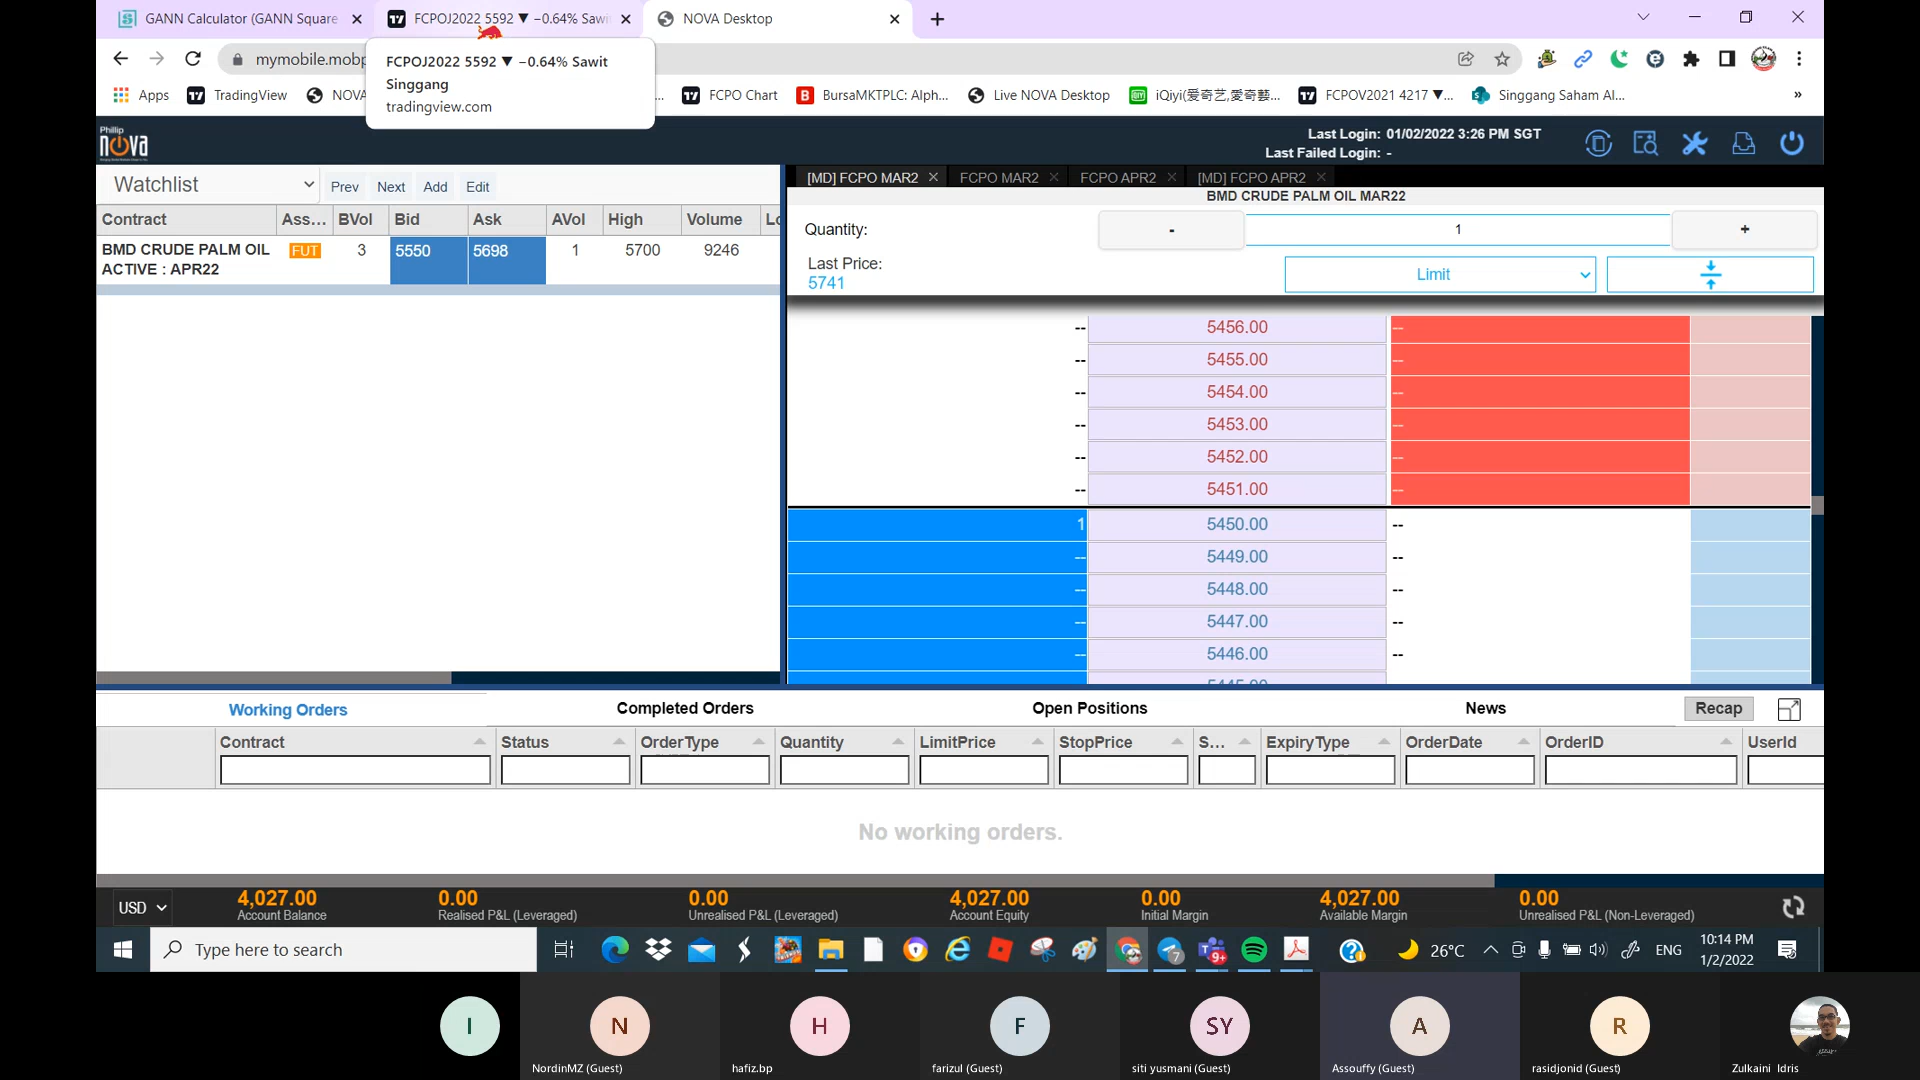 GANN Calculator (GANN Square
FCPOJ2022 5592 ▼ −0.64% Sawi
NOVA Desktop
mymobile.mobp
FCPOJ2022 5592 ▼ −0.64% Sawit
Singgang
tradingview.com
Apps
TradingView
NOVA
...
FCPO Chart
BursaMKTPLC: Alph...
Live NOVA Desktop
iQiyi(爱奇艺,愛奇藝...
FCPOV2021 4217 ▼...
Singgang Saham Al...
»
Phillip
nova
Last Login: 01/02/2022 3:26 PM SGT
Last Failed Login: -
Watchlist
Prev
Next
Add
Edit
Contract
Ass...
BVol
Bid
Ask
AVol
High
Volume
Lo
BMD CRUDE PALM OIL
ACTIVE : APR22
FUT
3
5550
5698
1
5700
9246
[MD] FCPO MAR2
FCPO MAR2
FCPO APR2
[MD] FCPO APR2
BMD CRUDE PALM OIL MAR22
Quantity:
-
1
+
Last Price:
5741
Limit
-- 5456.00 --
-- 5455.00 --
-- 5454.00 --
-- 5453.00 --
-- 5452.00 --
-- 5451.00 --
1 5450.00 --
-- 5449.00 --
-- 5448.00 --
-- 5447.00 --
-- 5446.00 --
5445.00
Working Orders
Completed Orders
Open Positions
News
Recap
Contract
Status
OrderType
Quantity
LimitPrice
StopPrice
S...
ExpiryType
OrderDate
OrderID
UserId
No working orders.
USD
4,027.00
Account Balance
0.00
Realised P&L (Leveraged)
0.00
Unrealised P&L (Leveraged)
4,027.00
Account Equity
0.00
Initial Margin
4,027.00
Available Margin
0.00
Unrealised P&L (Non-Leveraged)
Type here to search
7
9+
26°C
ENG
10:14 PM
1/2/2022
I
N
NordinMZ (Guest)
H
hafiz.bp
F
farizul (Guest)
SY
siti yusmani (Guest)
A
Assouffy (Guest)
R
rasidjonid (Guest)
Zulkaini Idris